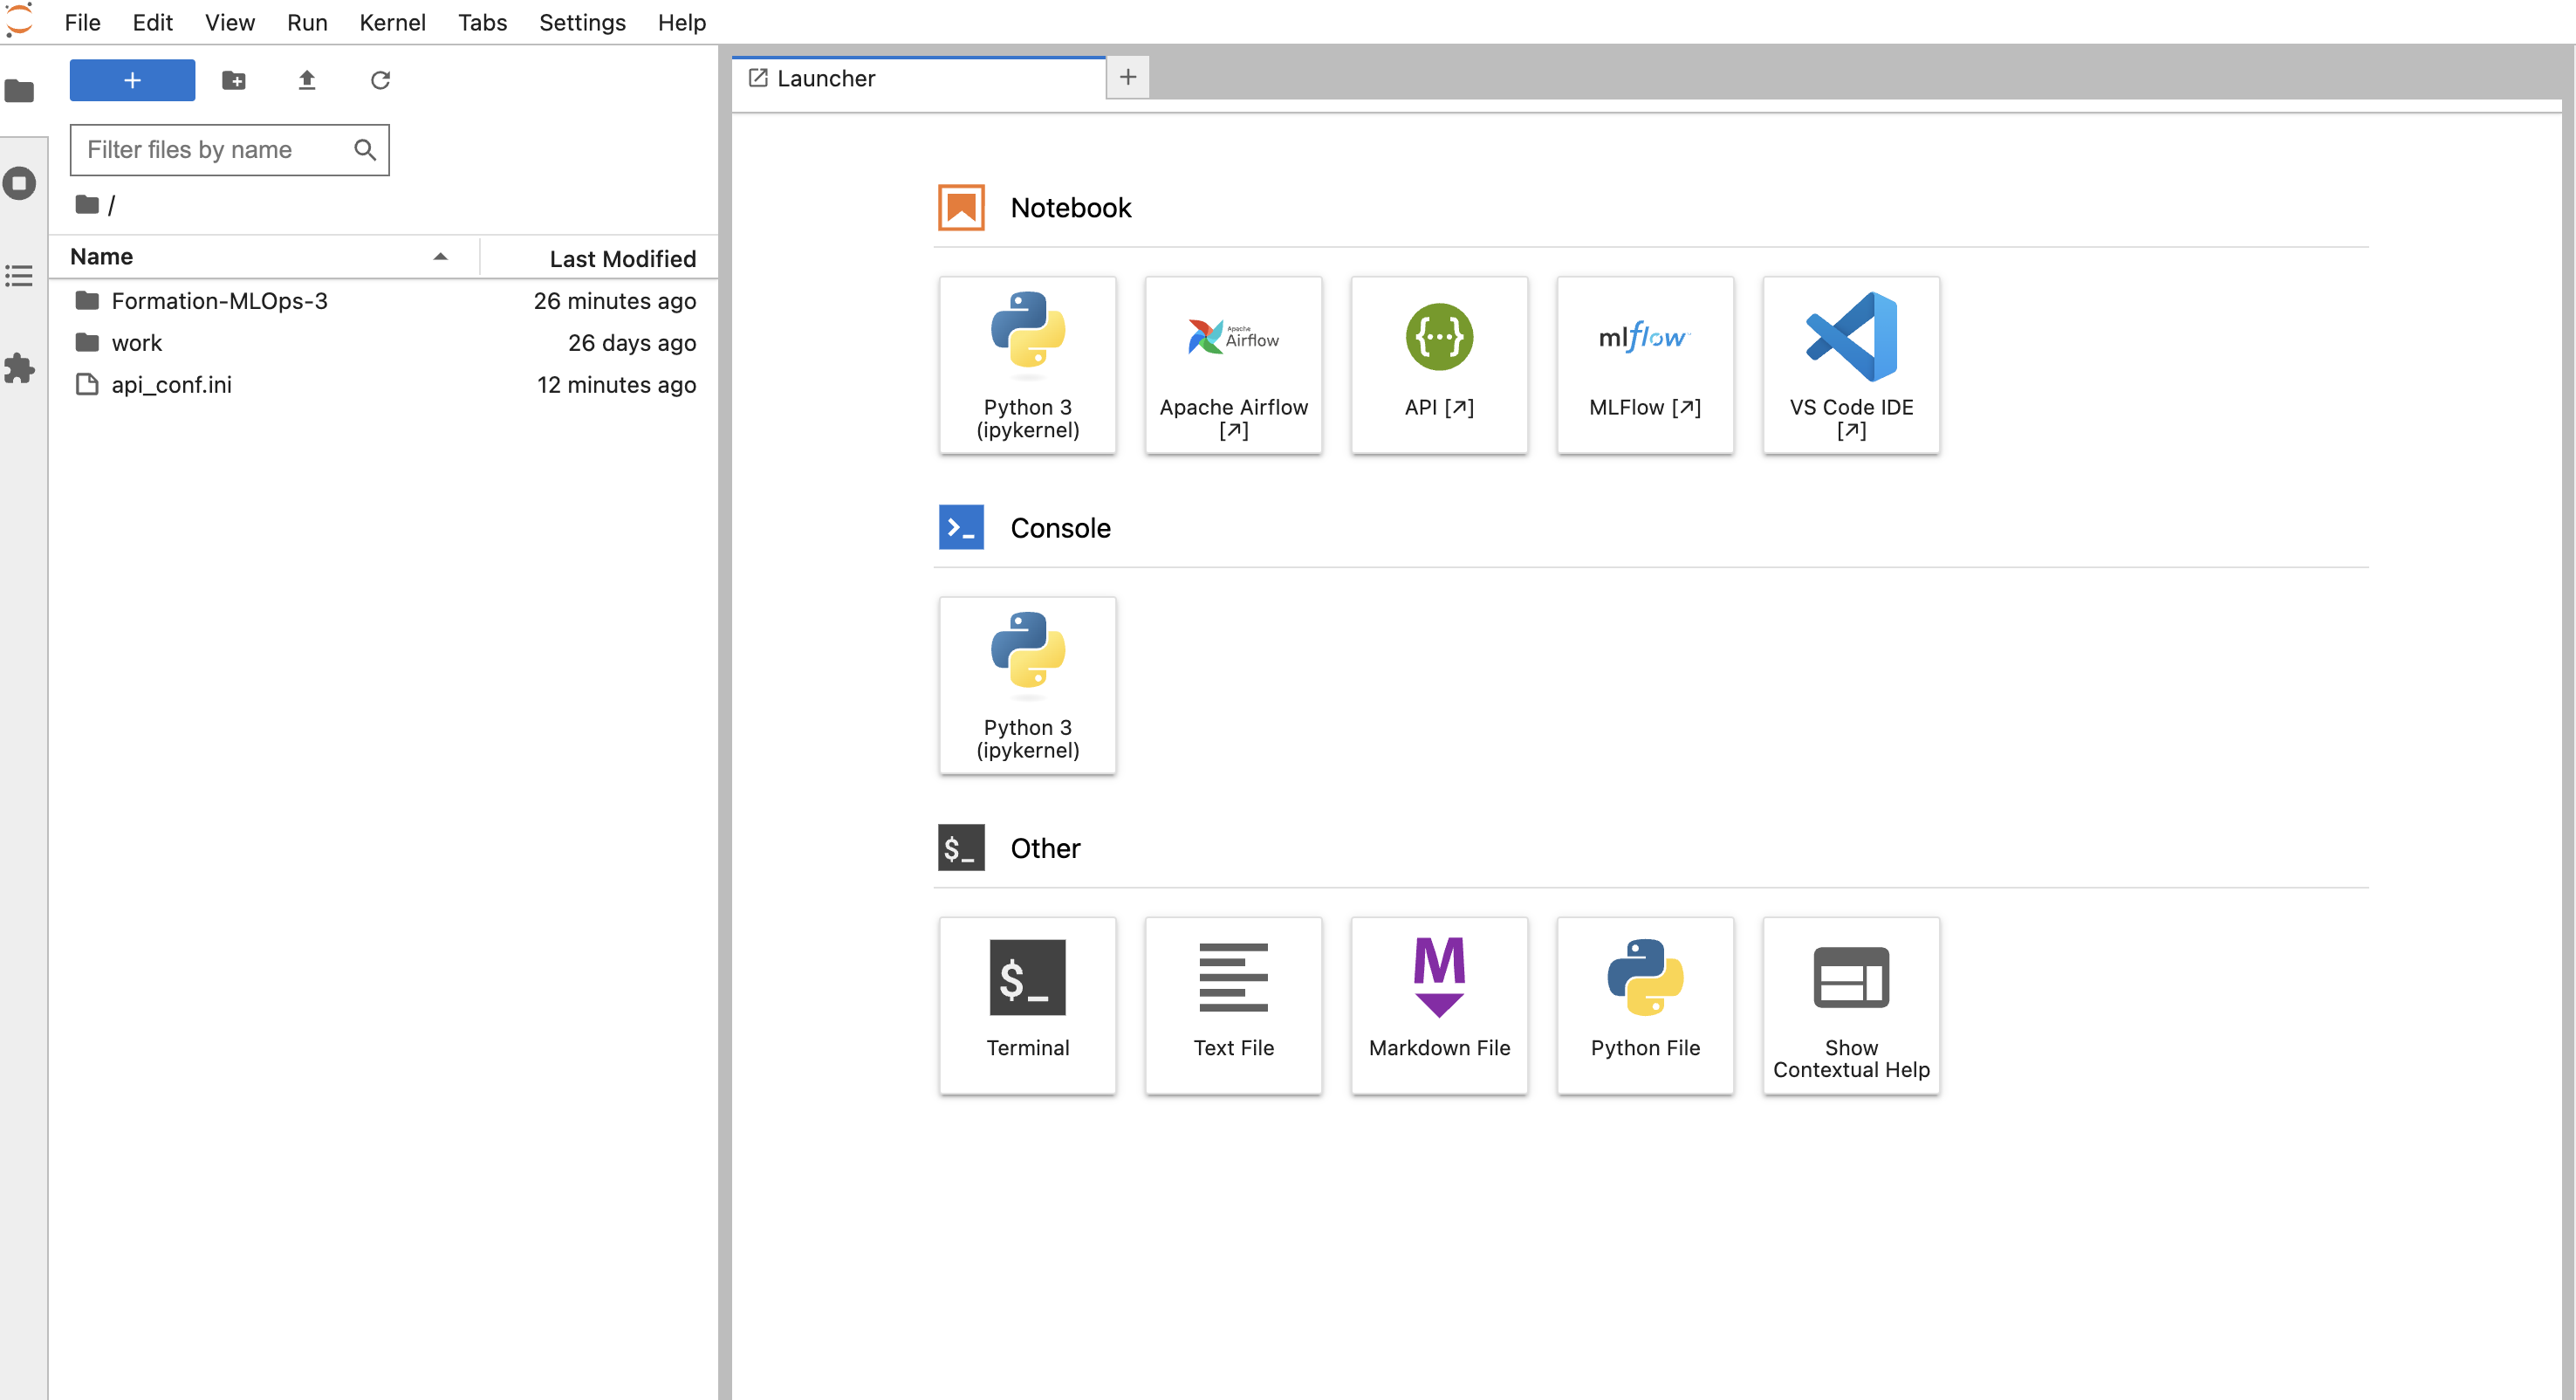 File Edit View Run Kernel Tabs Settings Help
+
Launcher
+
Filter files by name
/
Name Last Modified
Formation-MLOps-3 26 minutes ago
work 26 days ago
api_conf.ini 12 minutes ago
Notebook
Python 3
(ipykernel)
Apache
Airflow
Apache Airflow
[↗]
{···}
API [↗]
mlflow
MLFlow [↗]
VS Code IDE
[↗]
>_
Console
Python 3
(ipykernel)
$_
Other
$_
Terminal
Text File
M
Markdown File
Python File
Show
Contextual Help